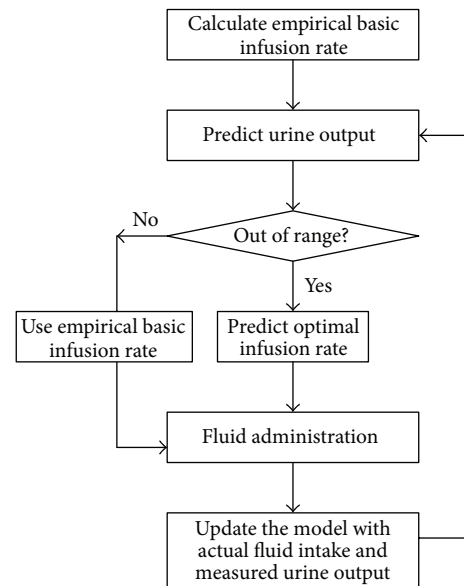 Calculate empirical basic
infusion rate
Predict urine output
No
Out of range?
Yes
Use empirical basic
infusion rate
Predict optimal
infusion rate
Fluid administration
Update the model with
actual fluid intake and
measured urine output